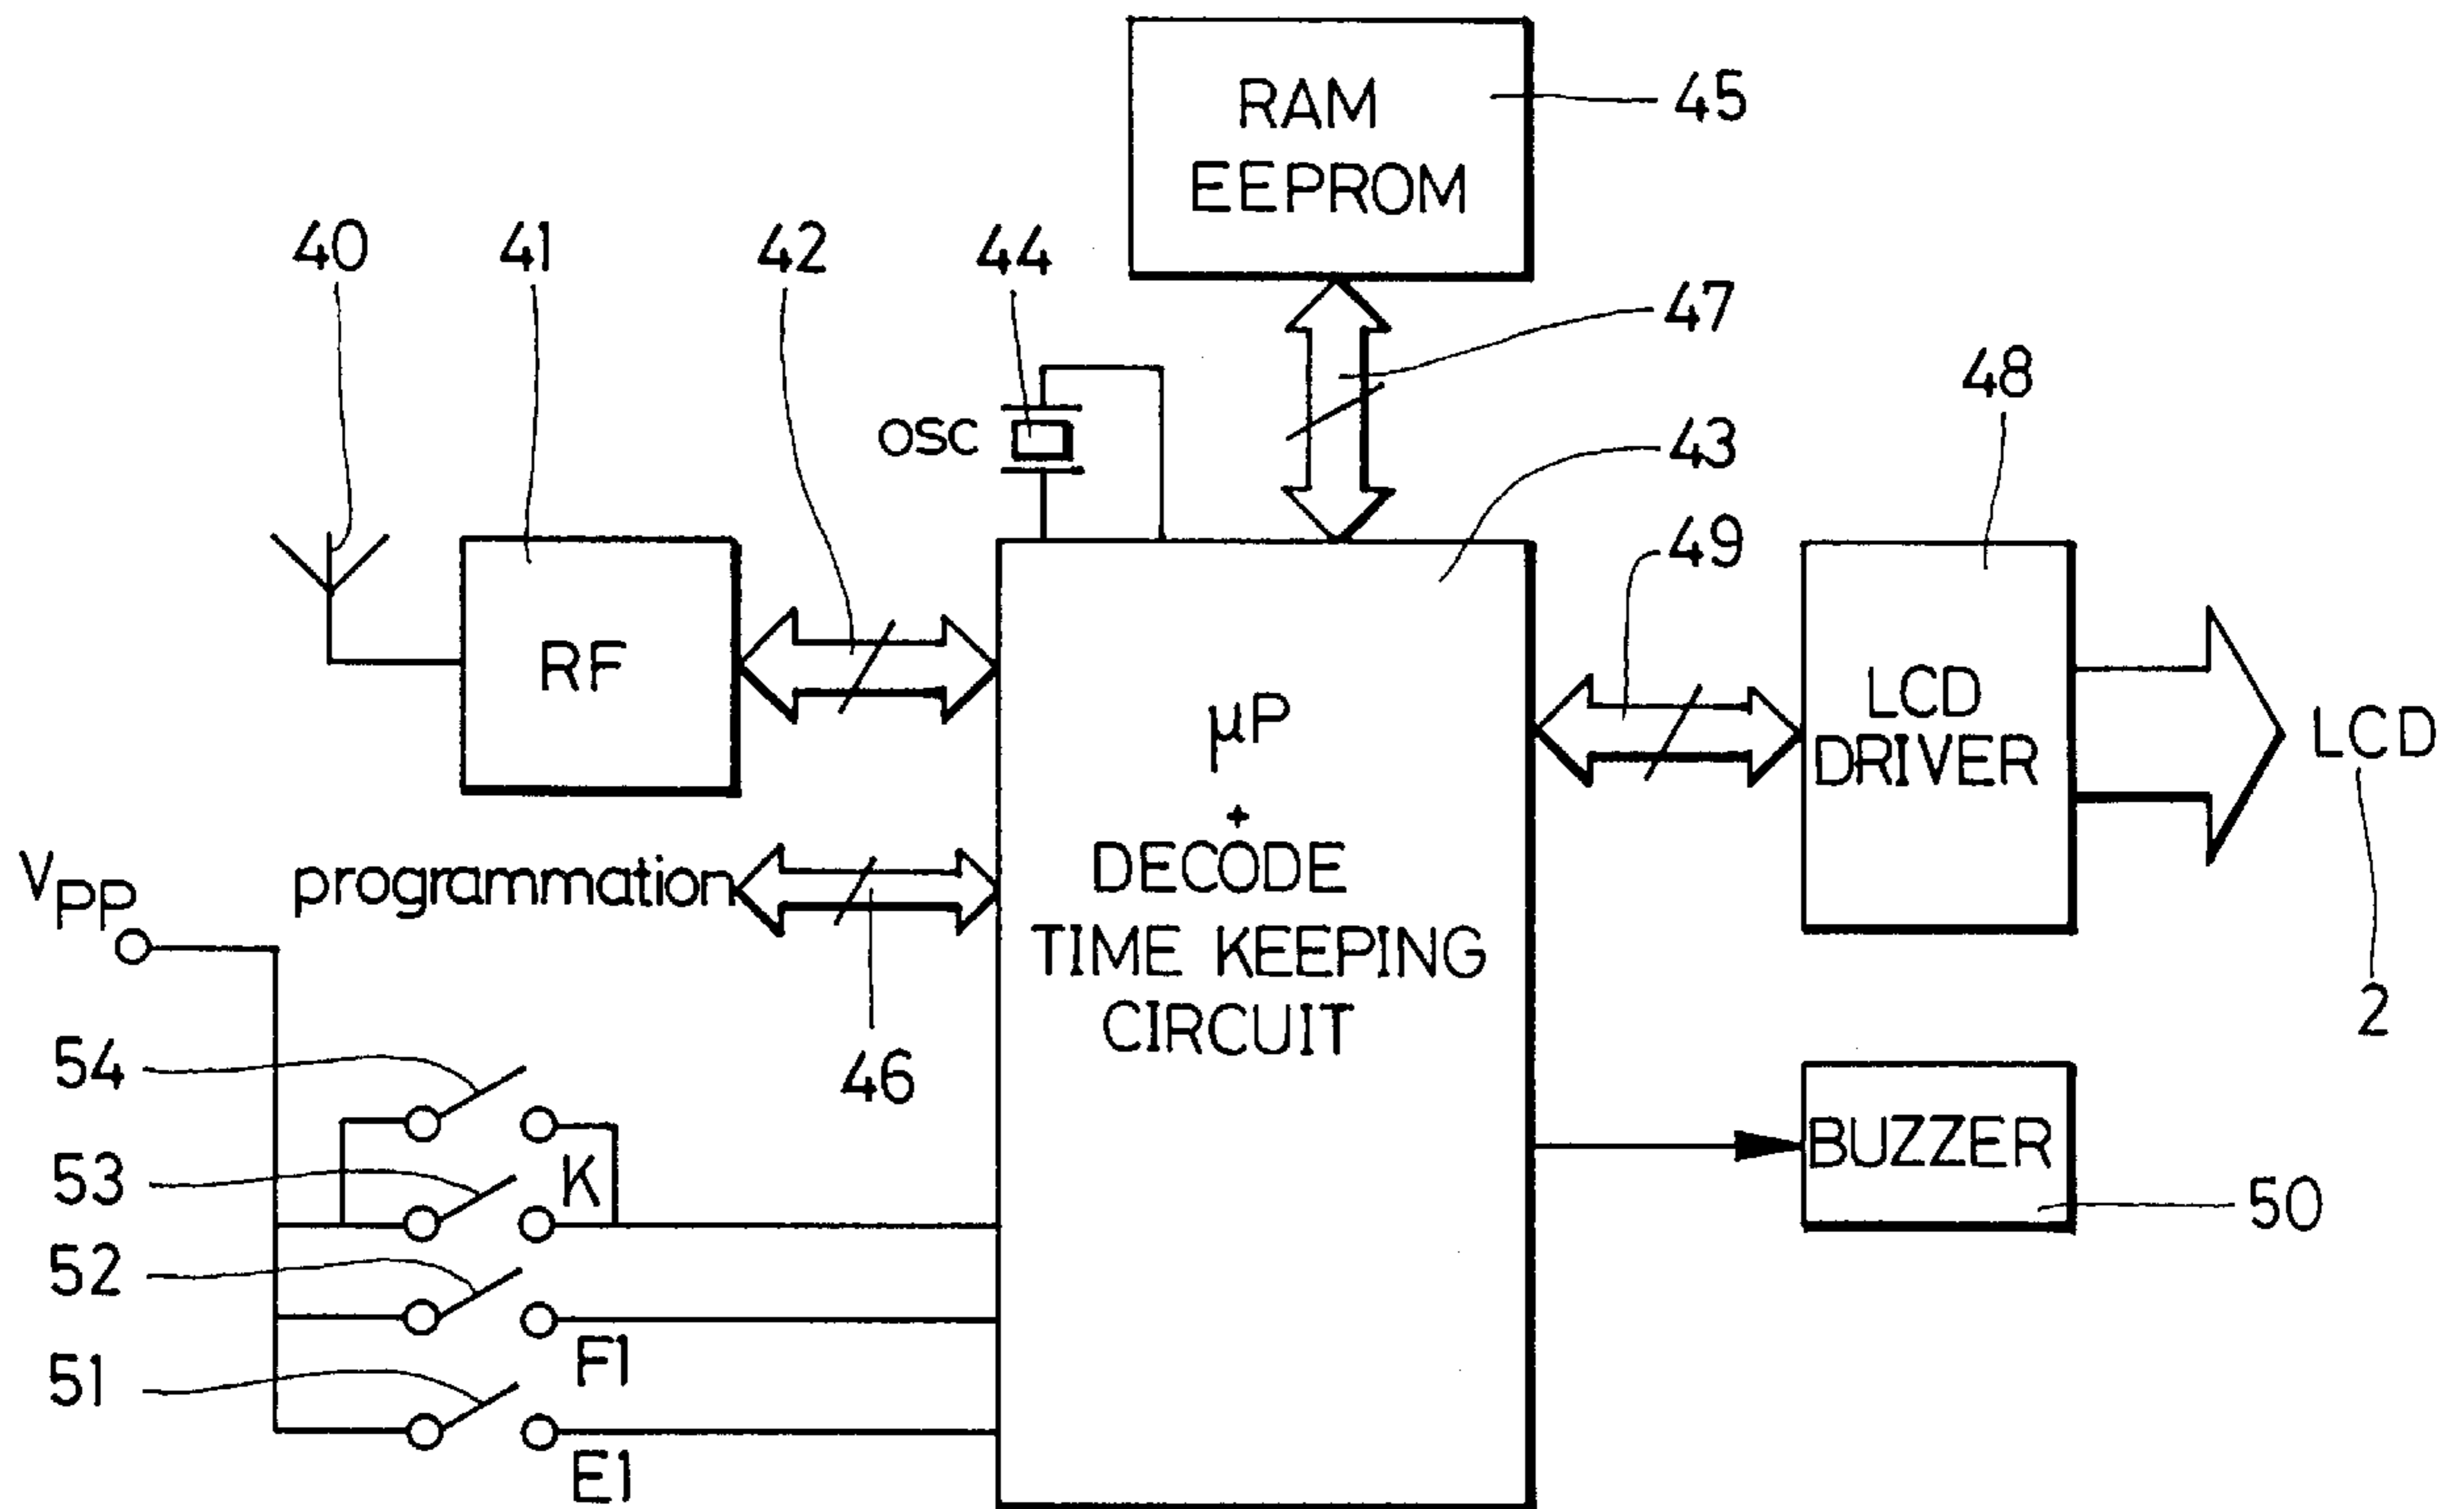 RAM
EEPROM
45
40
41
42
44
47
48
osc
43
49
RF
μP
+
DECODE
TIME KEEPING
CIRCUIT
LCD
DRIVER
LCD
2
VPP
programmation
46
54
53
52
51
K
F1
E1
BUZZER
50